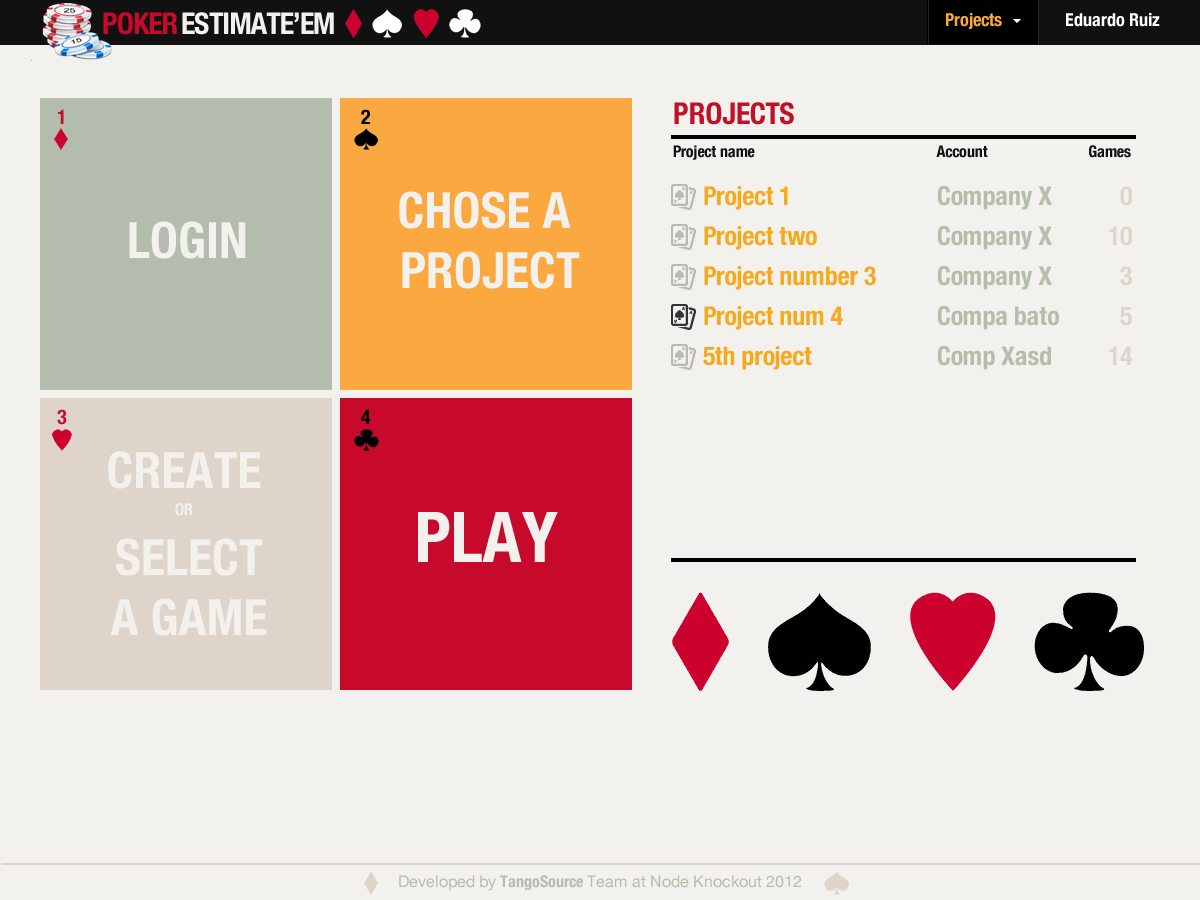 25
15
POKER ESTIMATE'EM
Projects
Eduardo Ruiz
1
LOGIN
2
CHOSE A
PROJECT
3
CREATE
OR
SELECT
A GAME
4
PLAY
PROJECTS
Project name Account Games
Project 1 Company X 0
Project two Company X 10
Project number 3 Company X 3
Project num 4 Compa bato 5
5th project Comp Xasd 14
Developed by TangoSource Team at Node Knockout 2012